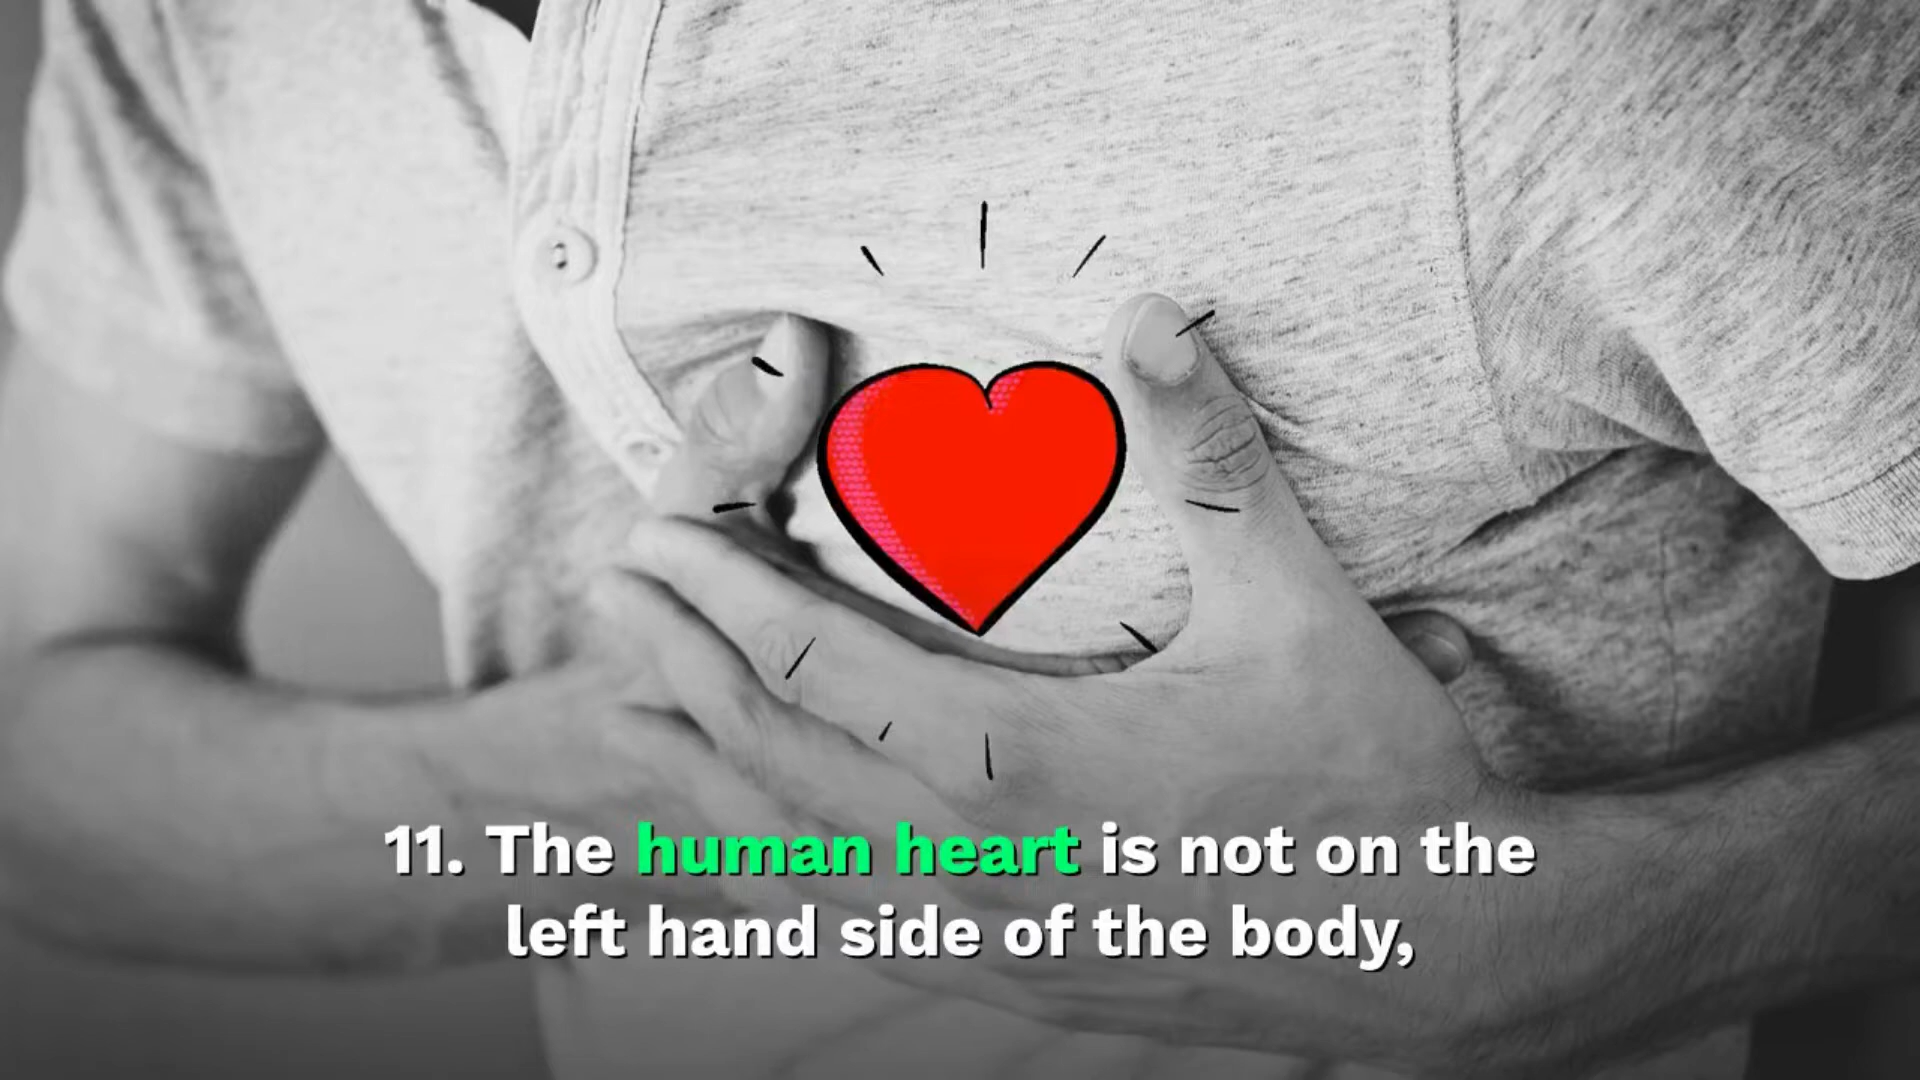 11. The human heart is not on the
left hand side of the body,